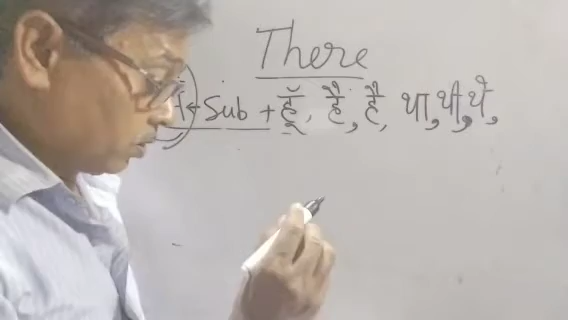 There
← Sub + हूँ, है, हैं, था, थी, थे,